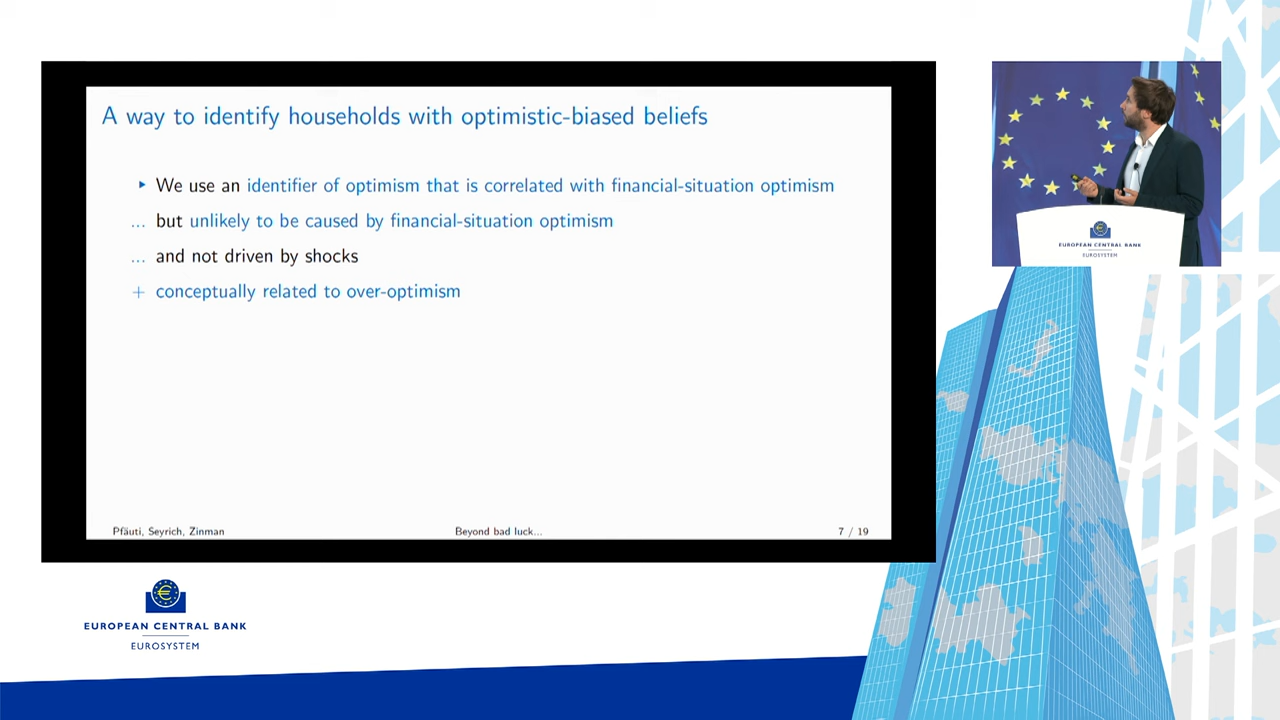 A way to identify households with optimistic-biased beliefs
‣ We use an identifier of optimism that is correlated with financial-situation optimism
... but unlikely to be caused by financial-situation optimism
... and not driven by shocks
+ conceptually related to over-optimism
Pfäuti, Seyrich, Zinman
Beyond bad luck...
7 / 19
EUROPEAN CENTRAL BANK
EUROSYSTEM
EUROPEAN CENTRAL BANK
EUROSYSTEM